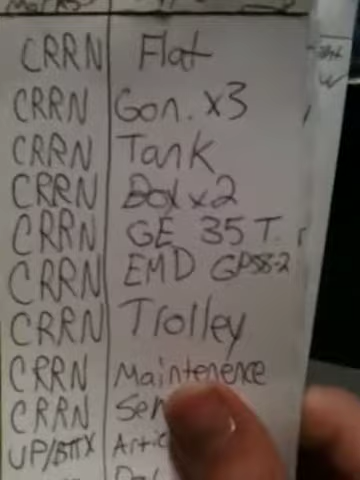 CRRN Flat
CRRN Gon. x3
CRRN Tank
CRRN Box x2
CRRN GE 35 T.
CRRN EMD GP38-2
CRRN Trolley
CRRN Maintenence
CRRN
UP/BTTX